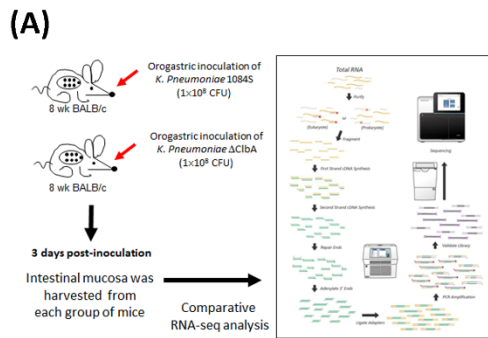 (A)
Orogastric inoculation of
K. Pneumoniae 1084S
(1×10⁸ CFU)
8 wk BALB/c
Orogastric inoculation of
K. Pneumoniae ΔClbA
(1×10⁸ CFU)
8 wk BALB/c
3 days post-inoculation
Intestinal mucosa was
harvested from
each group of mice
Comparative
RNA-seq analysis
Total RNA
Purify
(Eukaryote)
or
(Prokaryote)
Fragment
First Strand cDNA Synthesis
Second Strand cDNA Synthesis
Repair Ends
Adenylate 3' Ends
Ligate Adapters
PCR Amplification
Validate Library
Sequencing